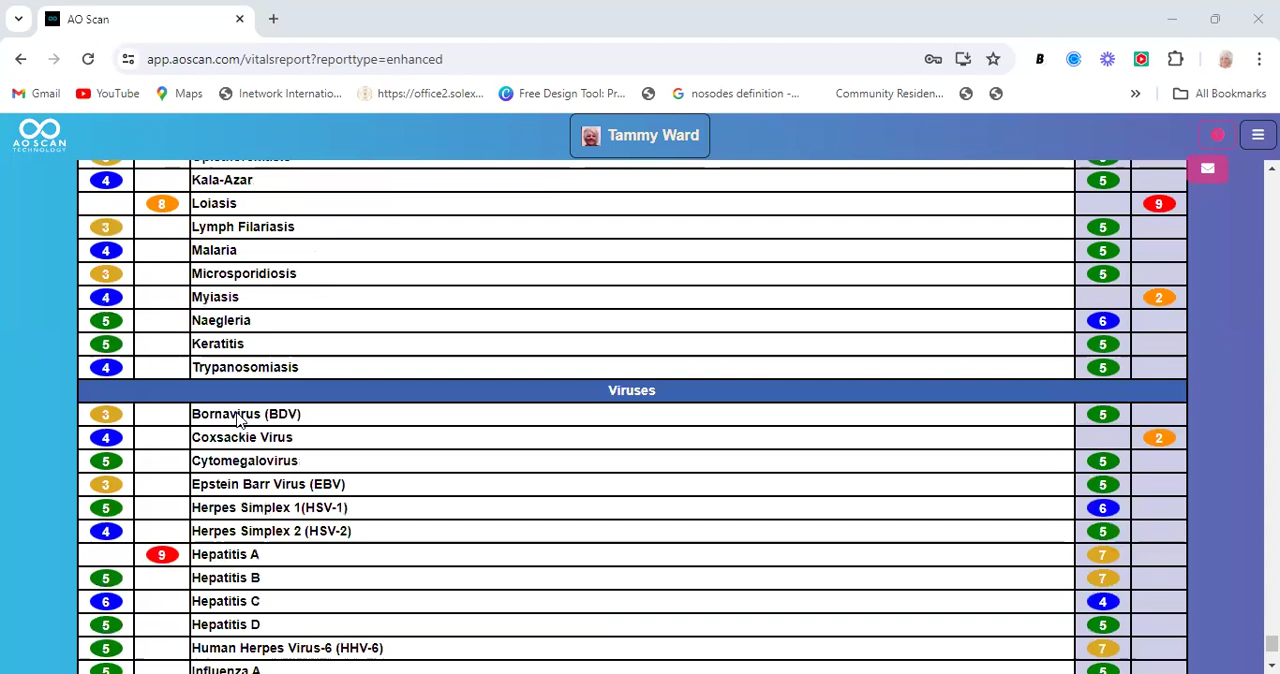 AO Scan
app.aoscan.com/vitalsreport?reporttype=enhanced
B
Gmail YouTube Maps Inetwork Internatio... https://office2.solex... Free Design Tool: Pr... nosodes definition -... Community Residen... » All Bookmarks
AO SCAN
TECHNOLOGY
Tammy Ward
4 Kala-Azar 5
8 Loiasis 9
3 Lymph Filariasis 5
4 Malaria 5
3 Microsporidiosis 5
4 Myiasis 2
5 Naegleria 6
5 Keratitis 5
4 Trypanosomiasis 5
Viruses
3 Bornavirus (BDV) 5
4 Coxsackie Virus 2
5 Cytomegalovirus 5
3 Epstein Barr Virus (EBV) 5
5 Herpes Simplex 1(HSV-1) 6
4 Herpes Simplex 2 (HSV-2) 5
9 Hepatitis A 7
5 Hepatitis B 7
6 Hepatitis C 4
5 Hepatitis D 5
5 Human Herpes Virus-6 (HHV-6) 7
5 Influenza A 5